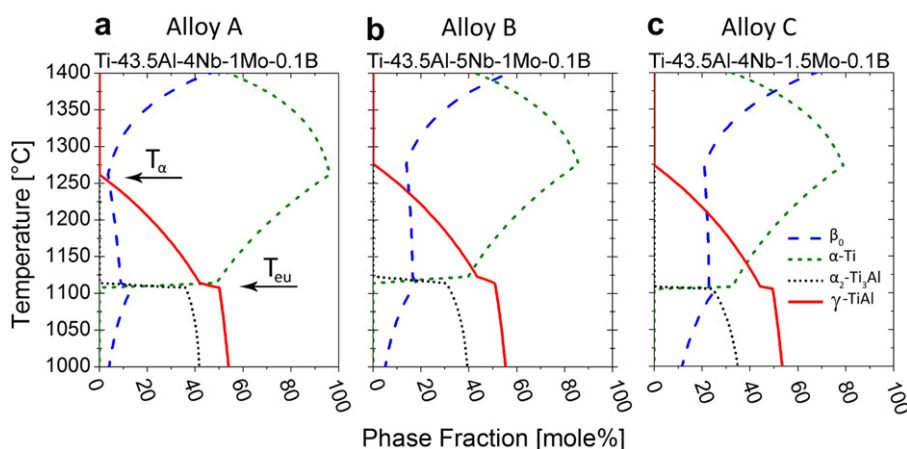 a Alloy A
b Alloy B
c Alloy C
Ti-43.5Al-4Nb-1Mo-0.1B
Ti-43.5Al-5Nb-1Mo-0.1B
Ti-43.5Al-4Nb-1.5Mo-0.1B
Temperature [°C]
1400
1350
1300
1250
1200
1150
1100
1050
1000
Tα
Teu
β₀
α-Ti
α₂-Ti₃Al
γ-TiAl
0 20 40 60 80 100
0 20 40 60 80 100
0 20 40 60 80 100
Phase Fraction [mole%]